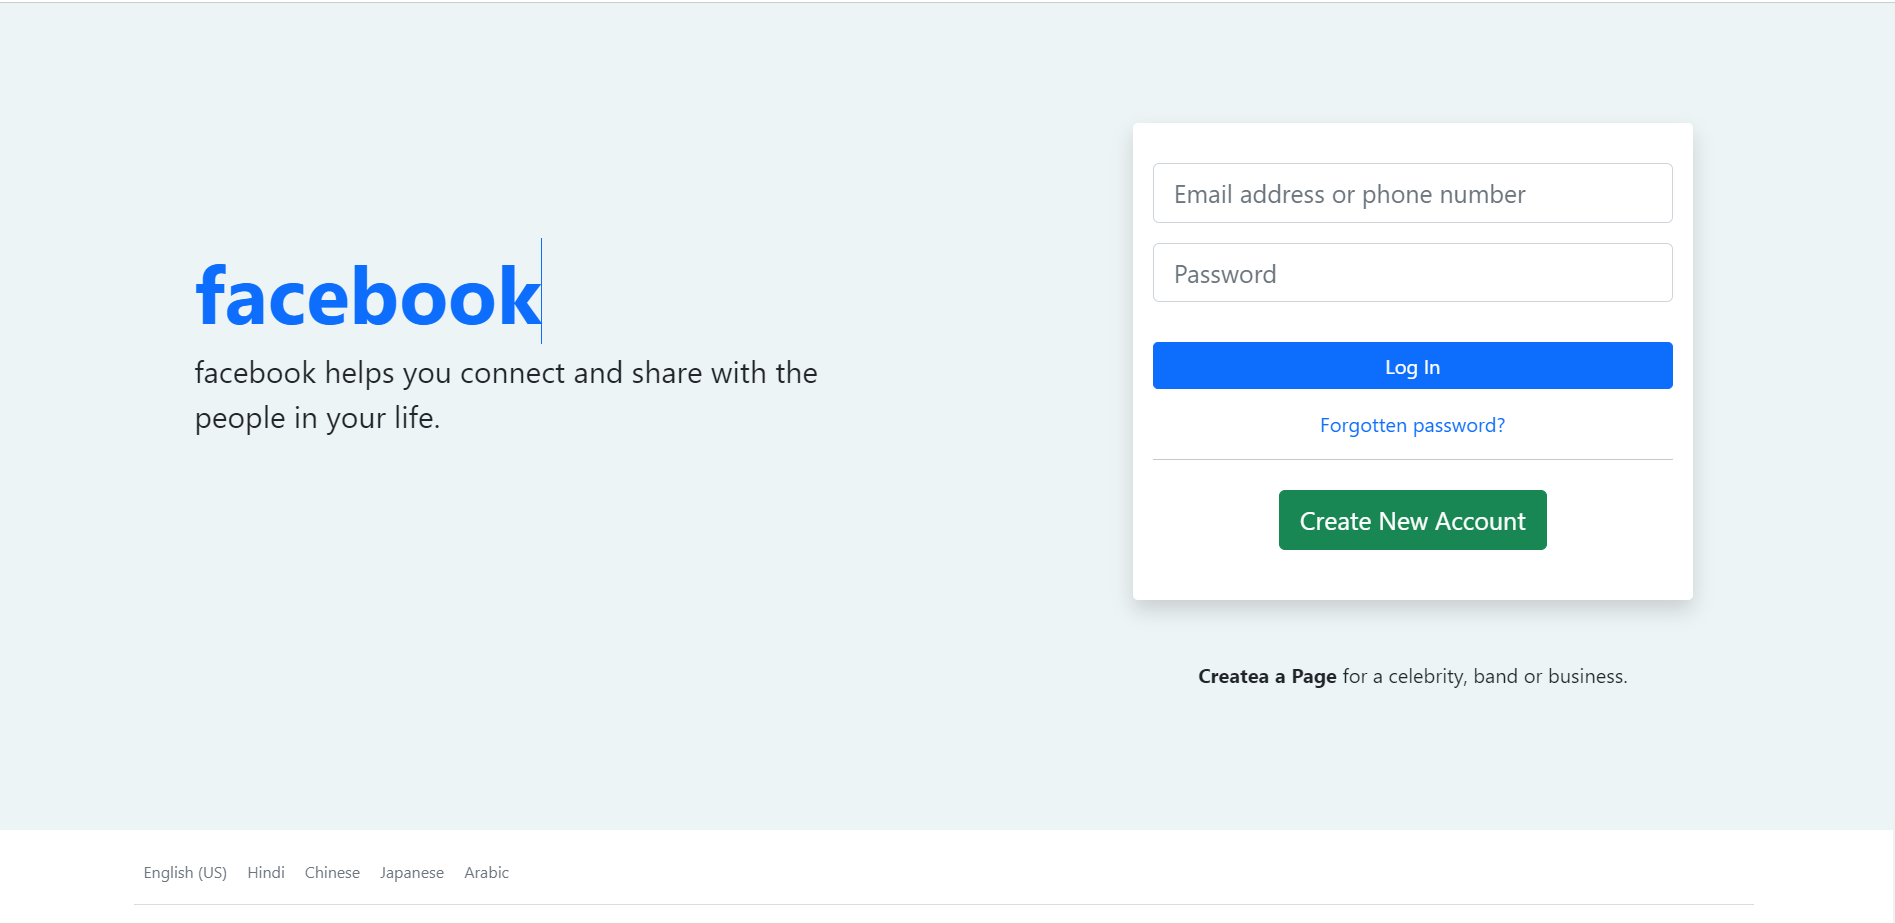 facebook
facebook helps you connect and share with the
people in your life.
Email address or phone number
Password
Log In
Forgotten password?
Create New Account
Createa a Page for a celebrity, band or business.
English (US) Hindi Chinese Japanese Arabic